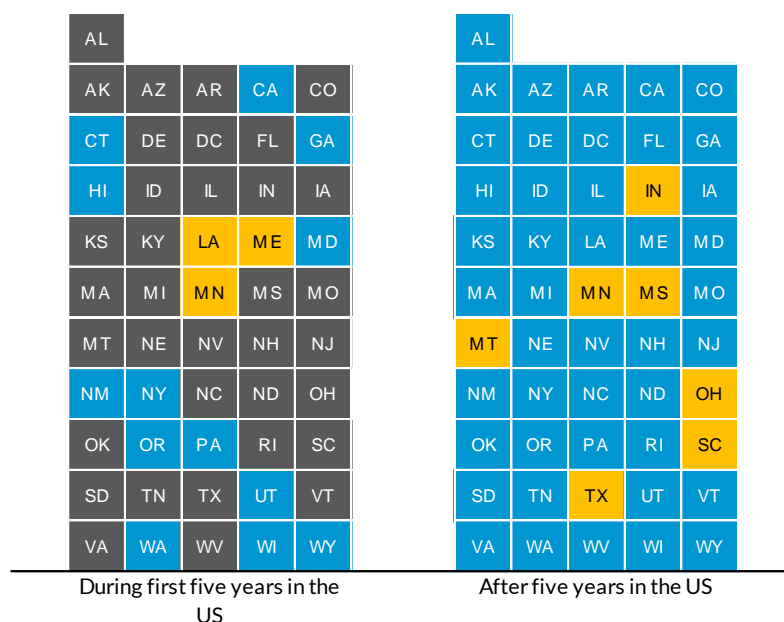 AL
AK AZ AR CA CO
CT DE DC FL GA
HI ID IL IN IA
KS KY LA ME MD
MA MI MN MS MO
MT NE NV NH NJ
NM NY NC ND OH
OK OR PA RI SC
SD TN TX UT VT
VA WA WV WI WY
During first five years in the
US
AL
AK AZ AR CA CO
CT DE DC FL GA
HI ID IL IN IA
KS KY LA ME MD
MA MI MN MS MO
MT NE NV NH NJ
NM NY NC ND OH
OK OR PA RI SC
SD TN TX UT VT
VA WA WV WI WY
After five years in the US